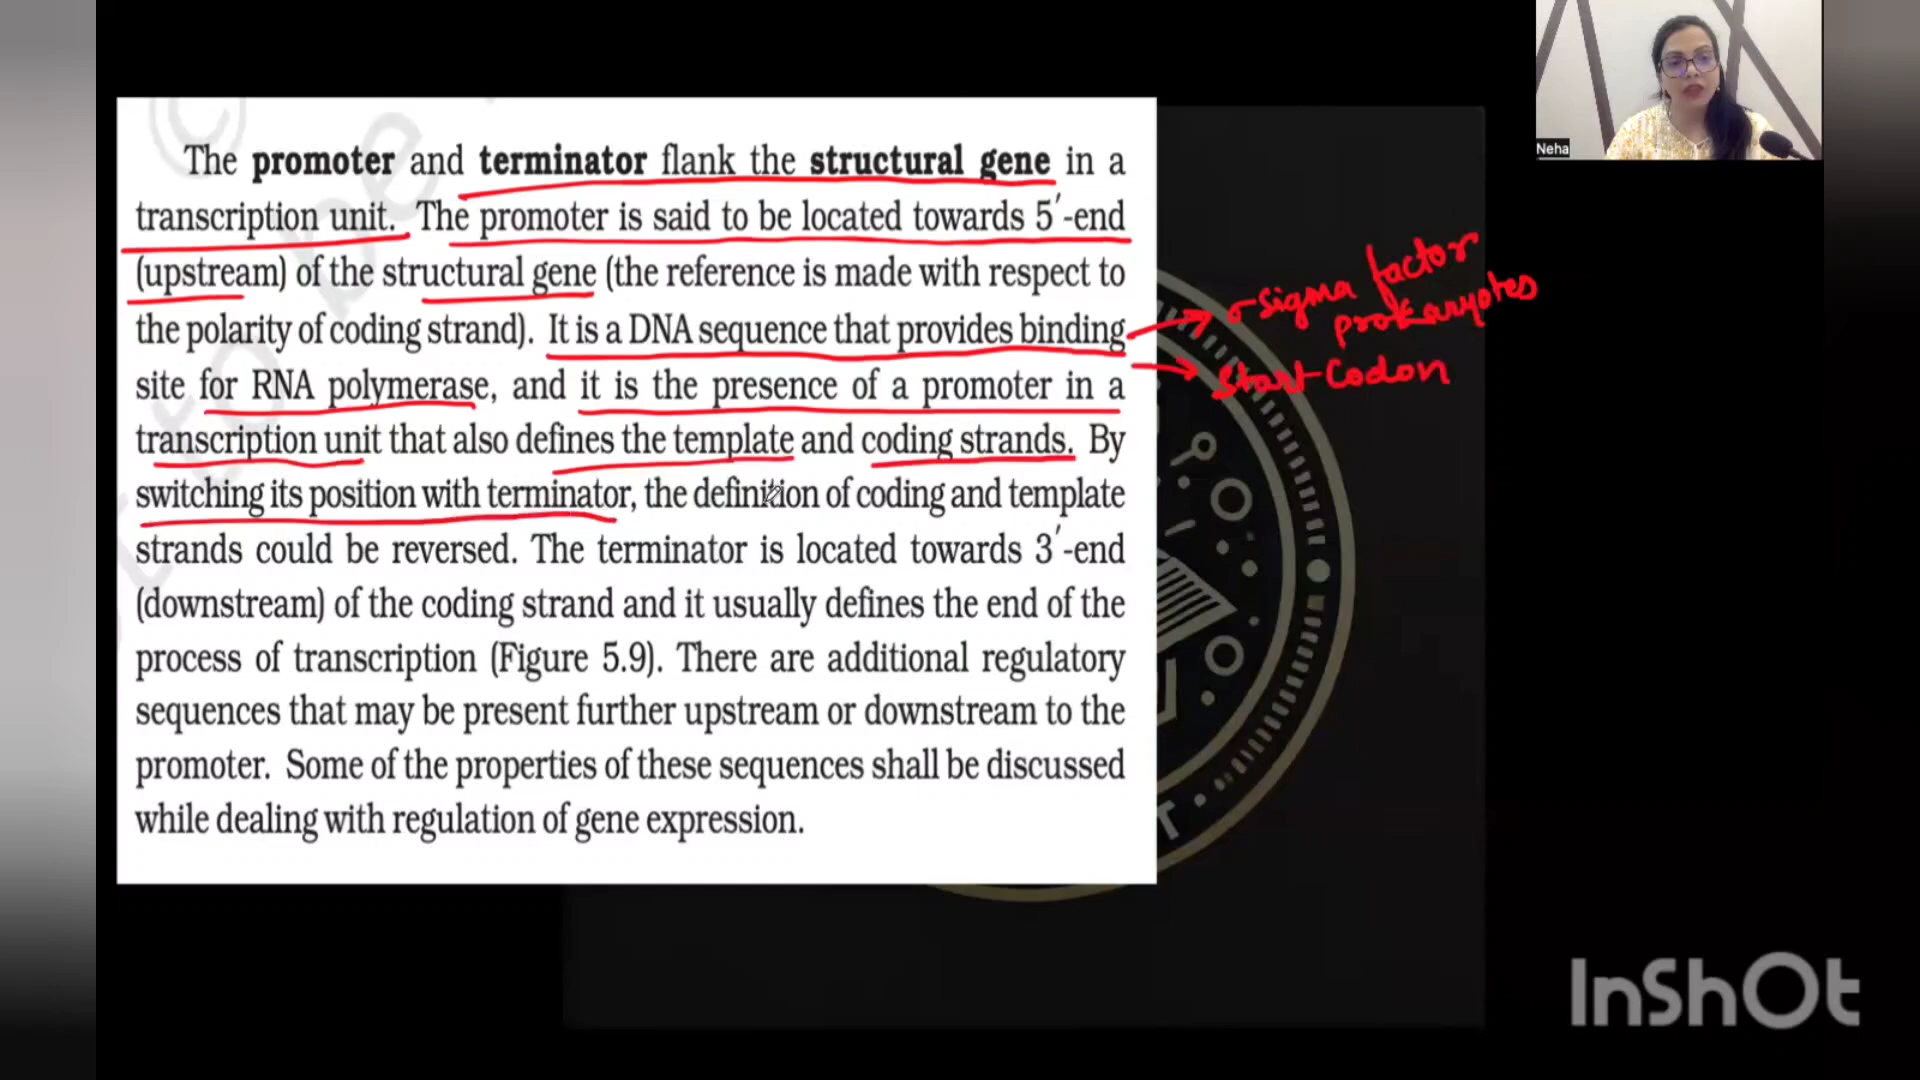 The promoter and terminator flank the structural gene in a
transcription unit. The promoter is said to be located towards 5′-end
(upstream) of the structural gene (the reference is made with respect to
the polarity of coding strand). It is a DNA sequence that provides binding
site for RNA polymerase, and it is the presence of a promoter in a
transcription unit that also defines the template and coding strands. By
switching its position with terminator, the definition of coding and template
strands could be reversed. The terminator is located towards 3′-end
(downstream) of the coding strand and it usually defines the end of the
process of transcription (Figure 5.9). There are additional regulatory
sequences that may be present further upstream or downstream to the
promoter. Some of the properties of these sequences shall be discussed
while dealing with regulation of gene expression.
σ sigma factor
prokaryotes
Start Codon
Neha
InShOt